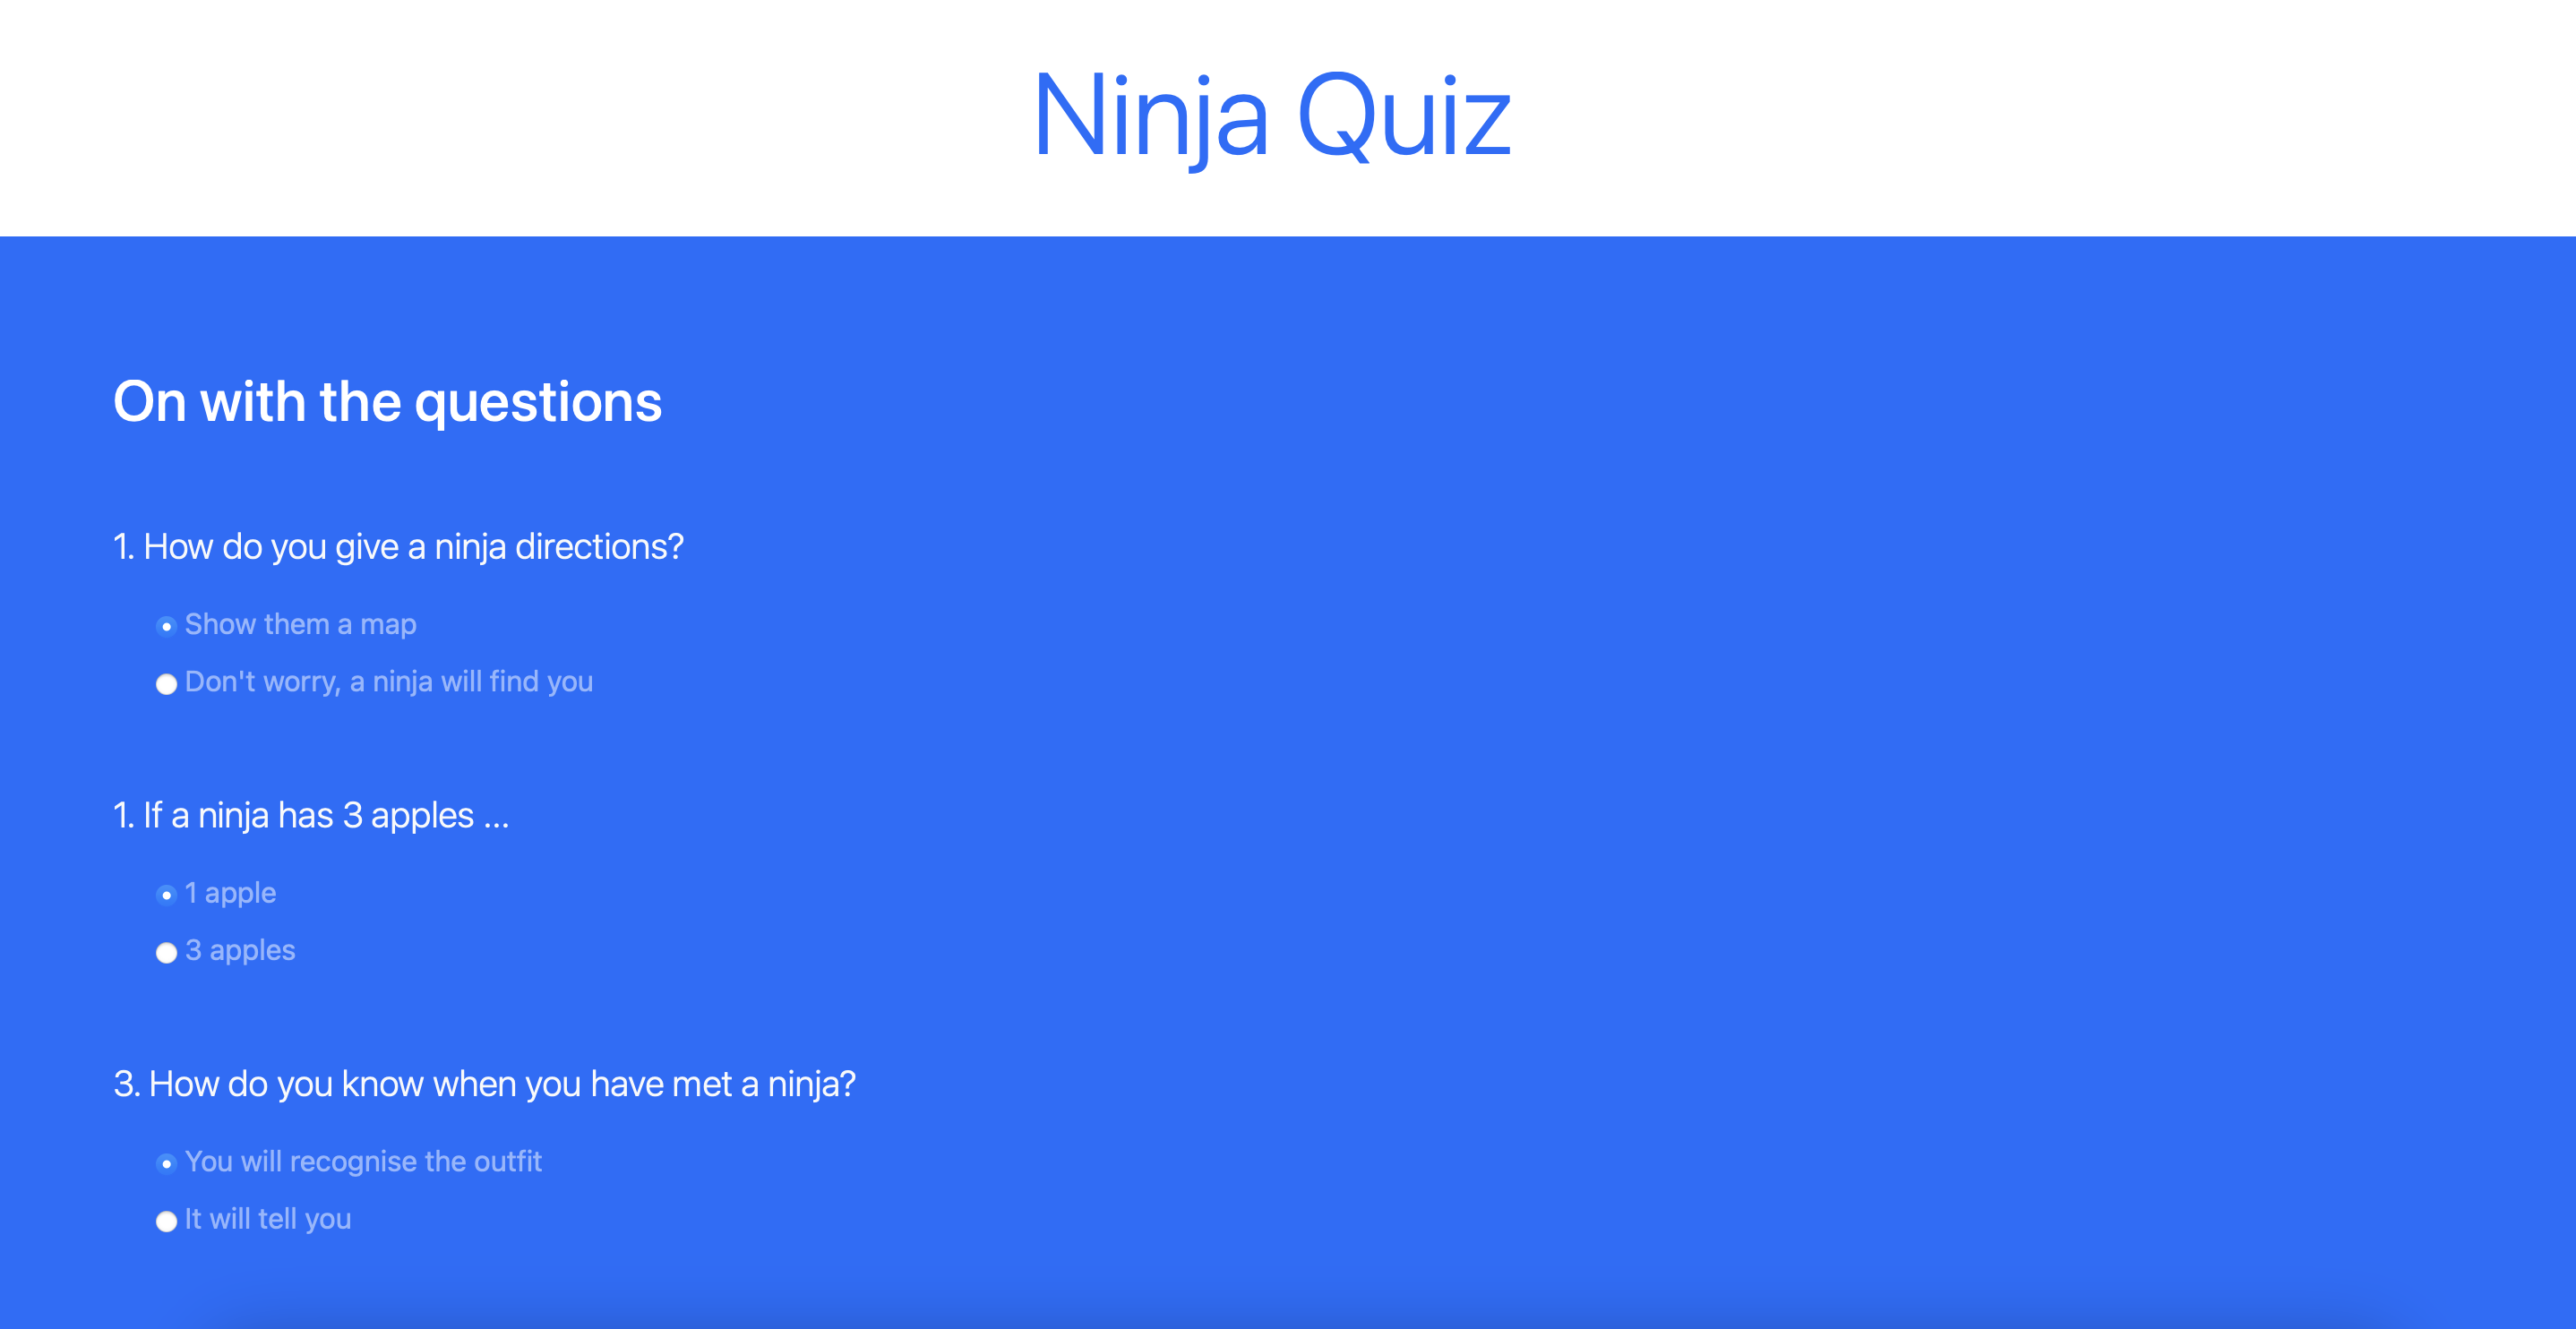 Ninja Quiz
On with the questions
1. How do you give a ninja directions?
Show them a map
Don't worry, a ninja will find you
1. If a ninja has 3 apples ...
1 apple
3 apples
3. How do you know when you have met a ninja?
You will recognise the outfit
It will tell you